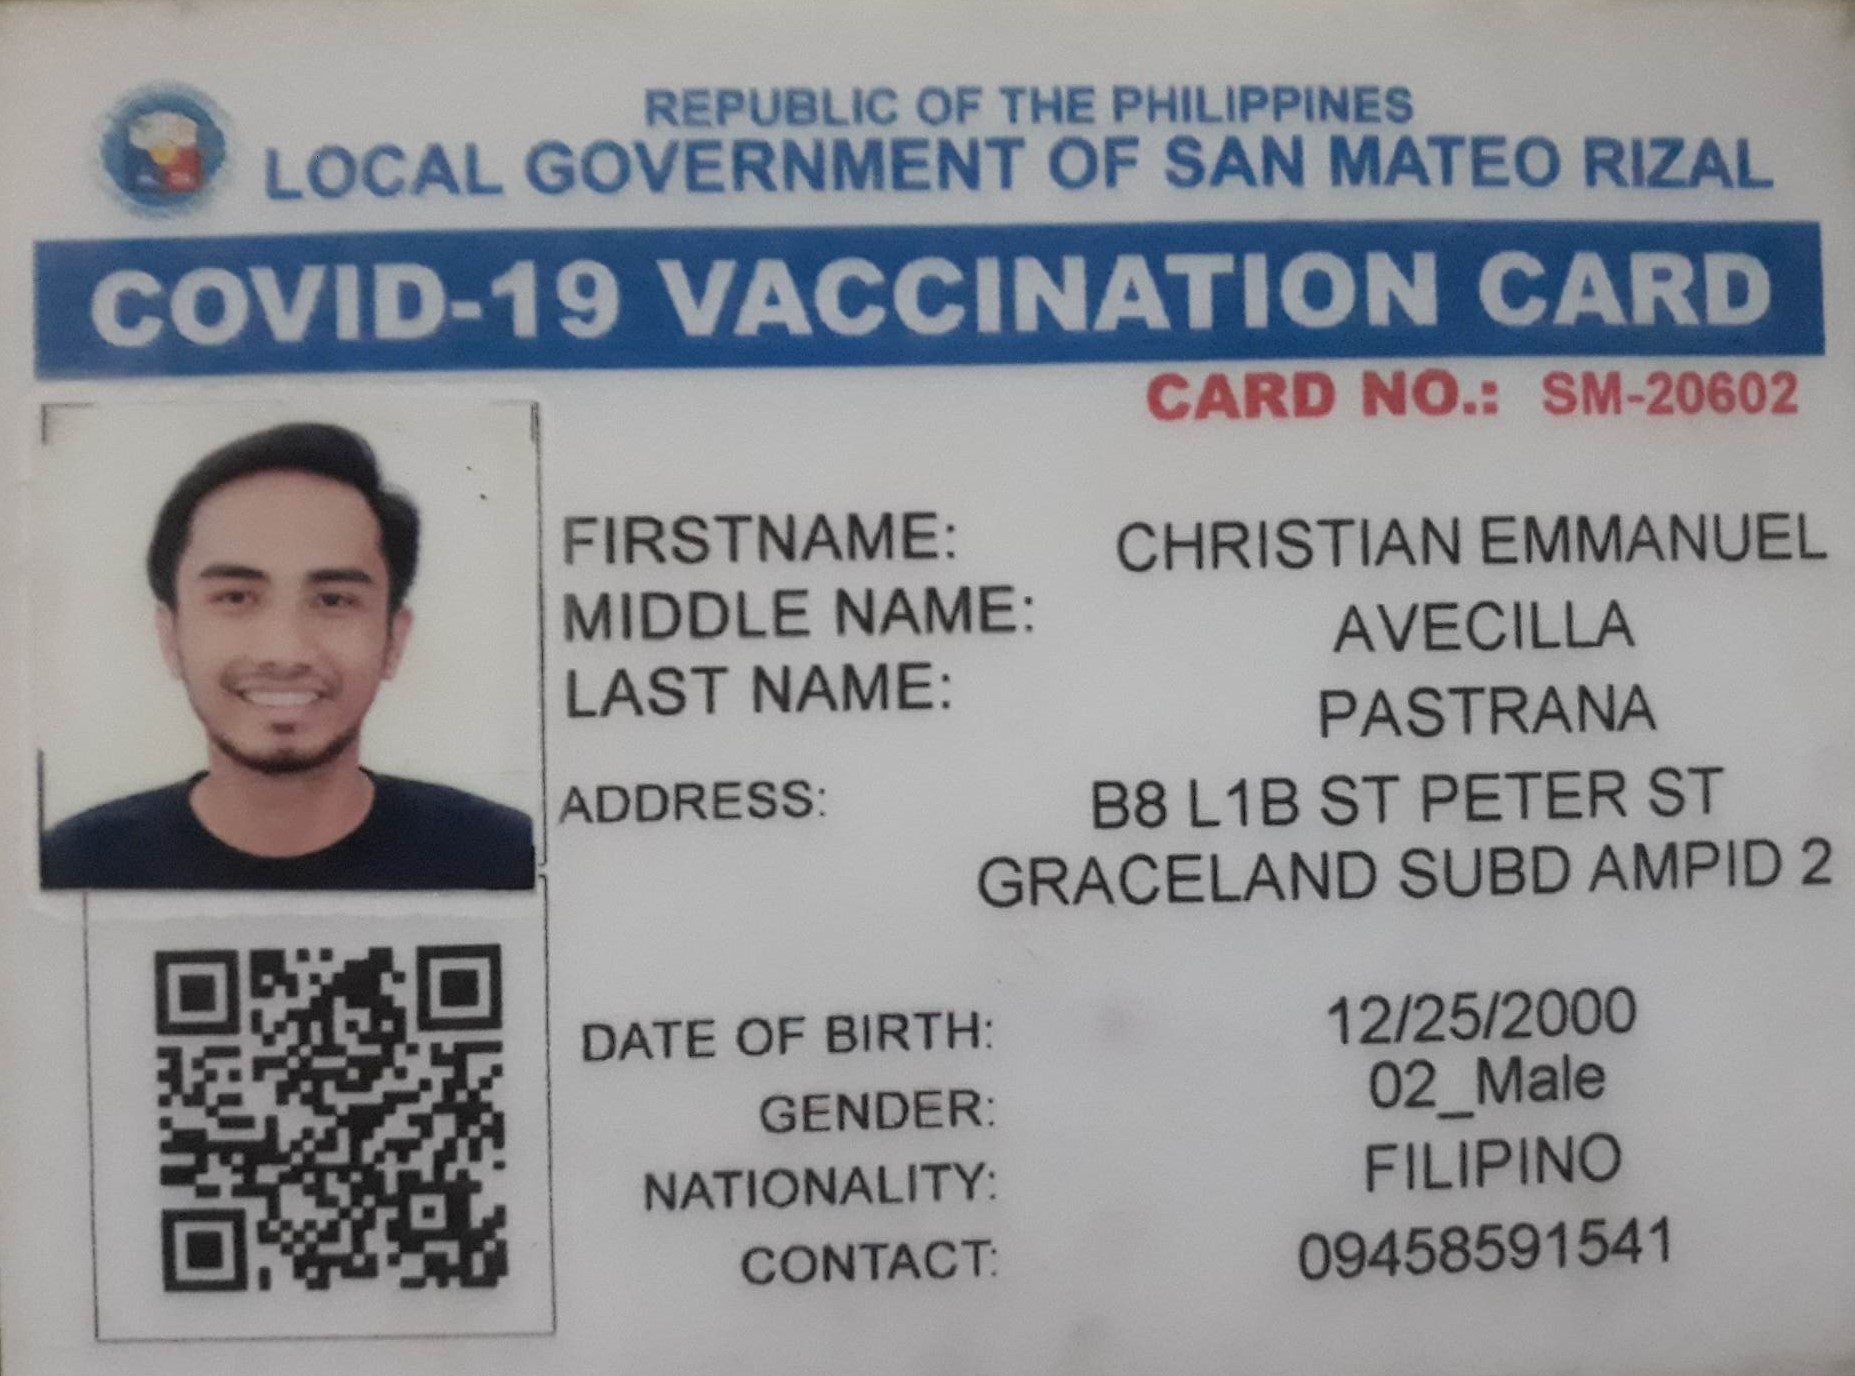 REPUBLIC OF THE PHILIPPINES
LOCAL GOVERNMENT OF SAN MATEO RIZAL
COVID-19 VACCINATION CARD
CARD NO.: SM-20602
FIRSTNAME: CHRISTIAN EMMANUEL
MIDDLE NAME: AVECILLA
LAST NAME: PASTRANA
ADDRESS: B8 L1B ST PETER ST
GRACELAND SUBD AMPID 2
DATE OF BIRTH: 12/25/2000
GENDER: 02_Male
NATIONALITY: FILIPINO
CONTACT: 09458591541